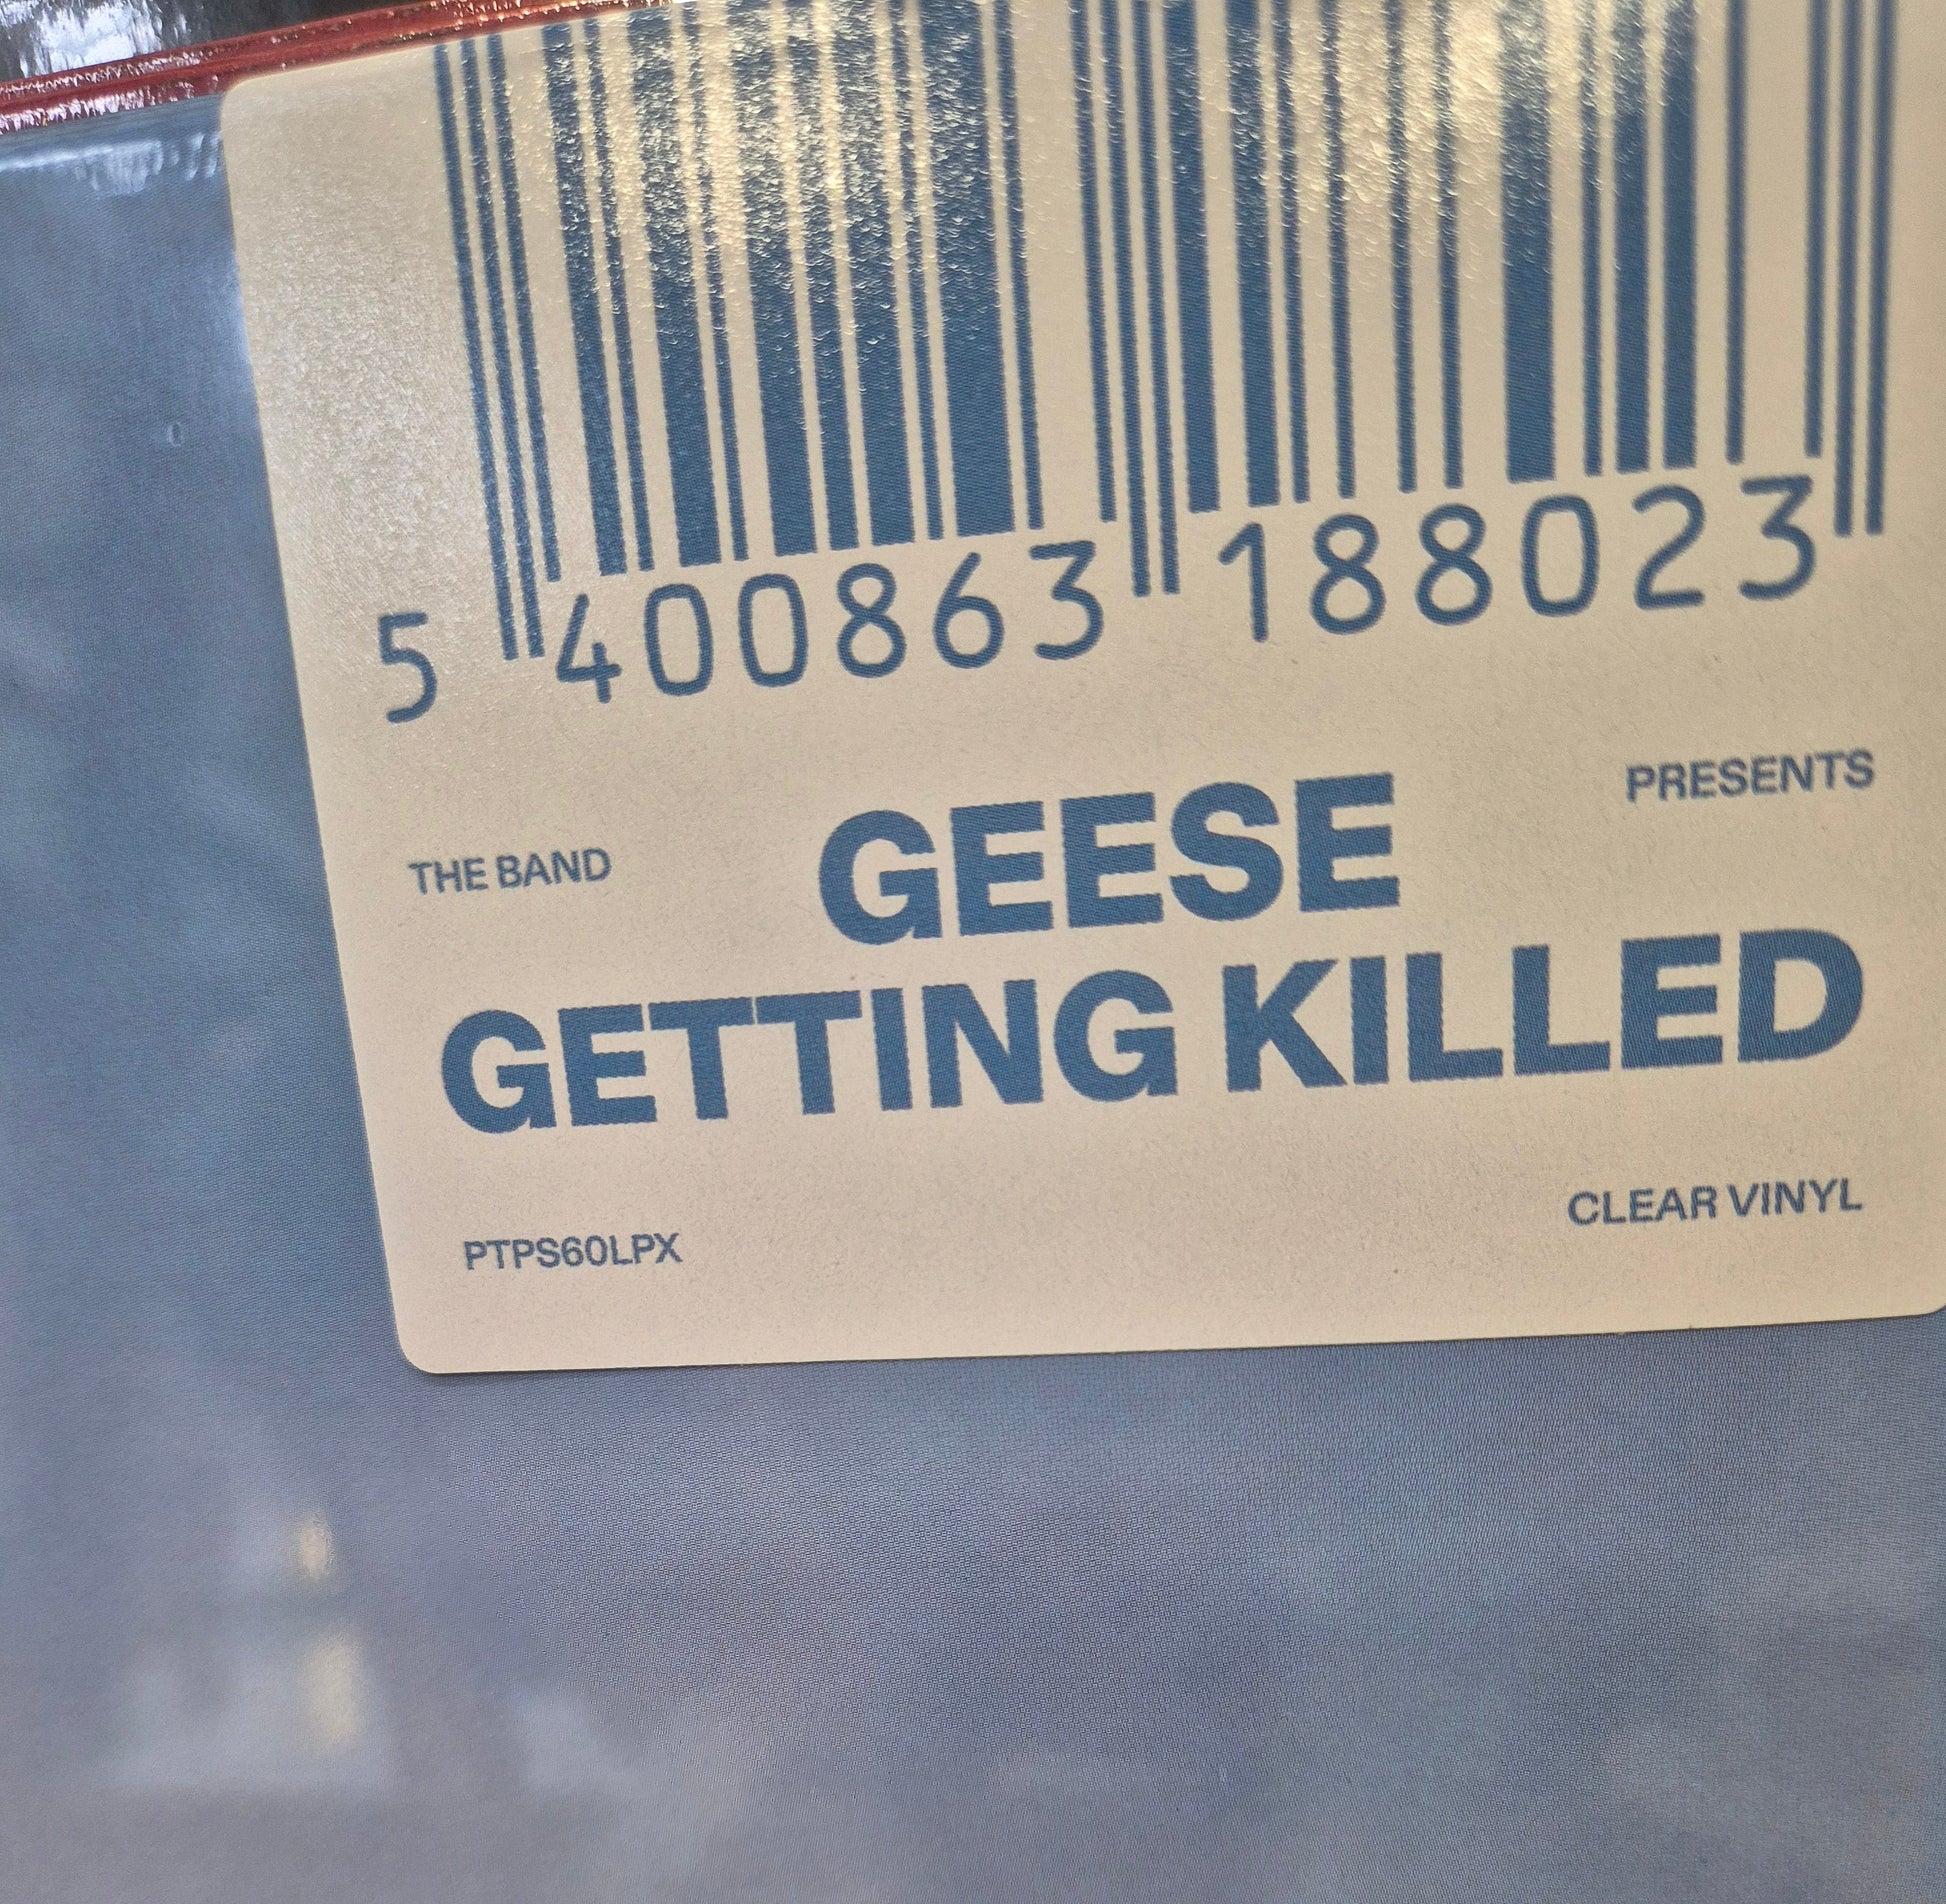 5 400863 188023
THE BAND GEESE PRESENTS
GETTING KILLED
PTPS60LPX CLEAR VINYL